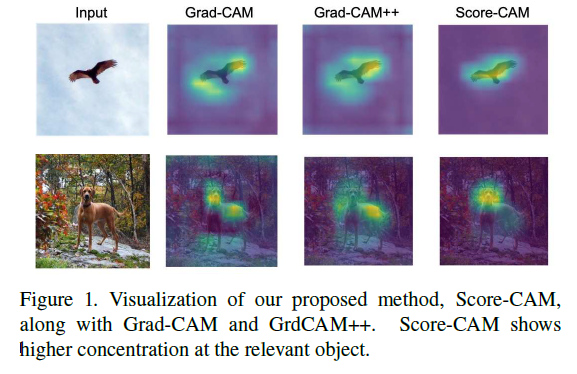 Input Grad-CAM Grad-CAM++ Score-CAM
Figure 1. Visualization of our proposed method, Score-CAM,
along with Grad-CAM and GrdCAM++. Score-CAM shows
higher concentration at the relevant object.